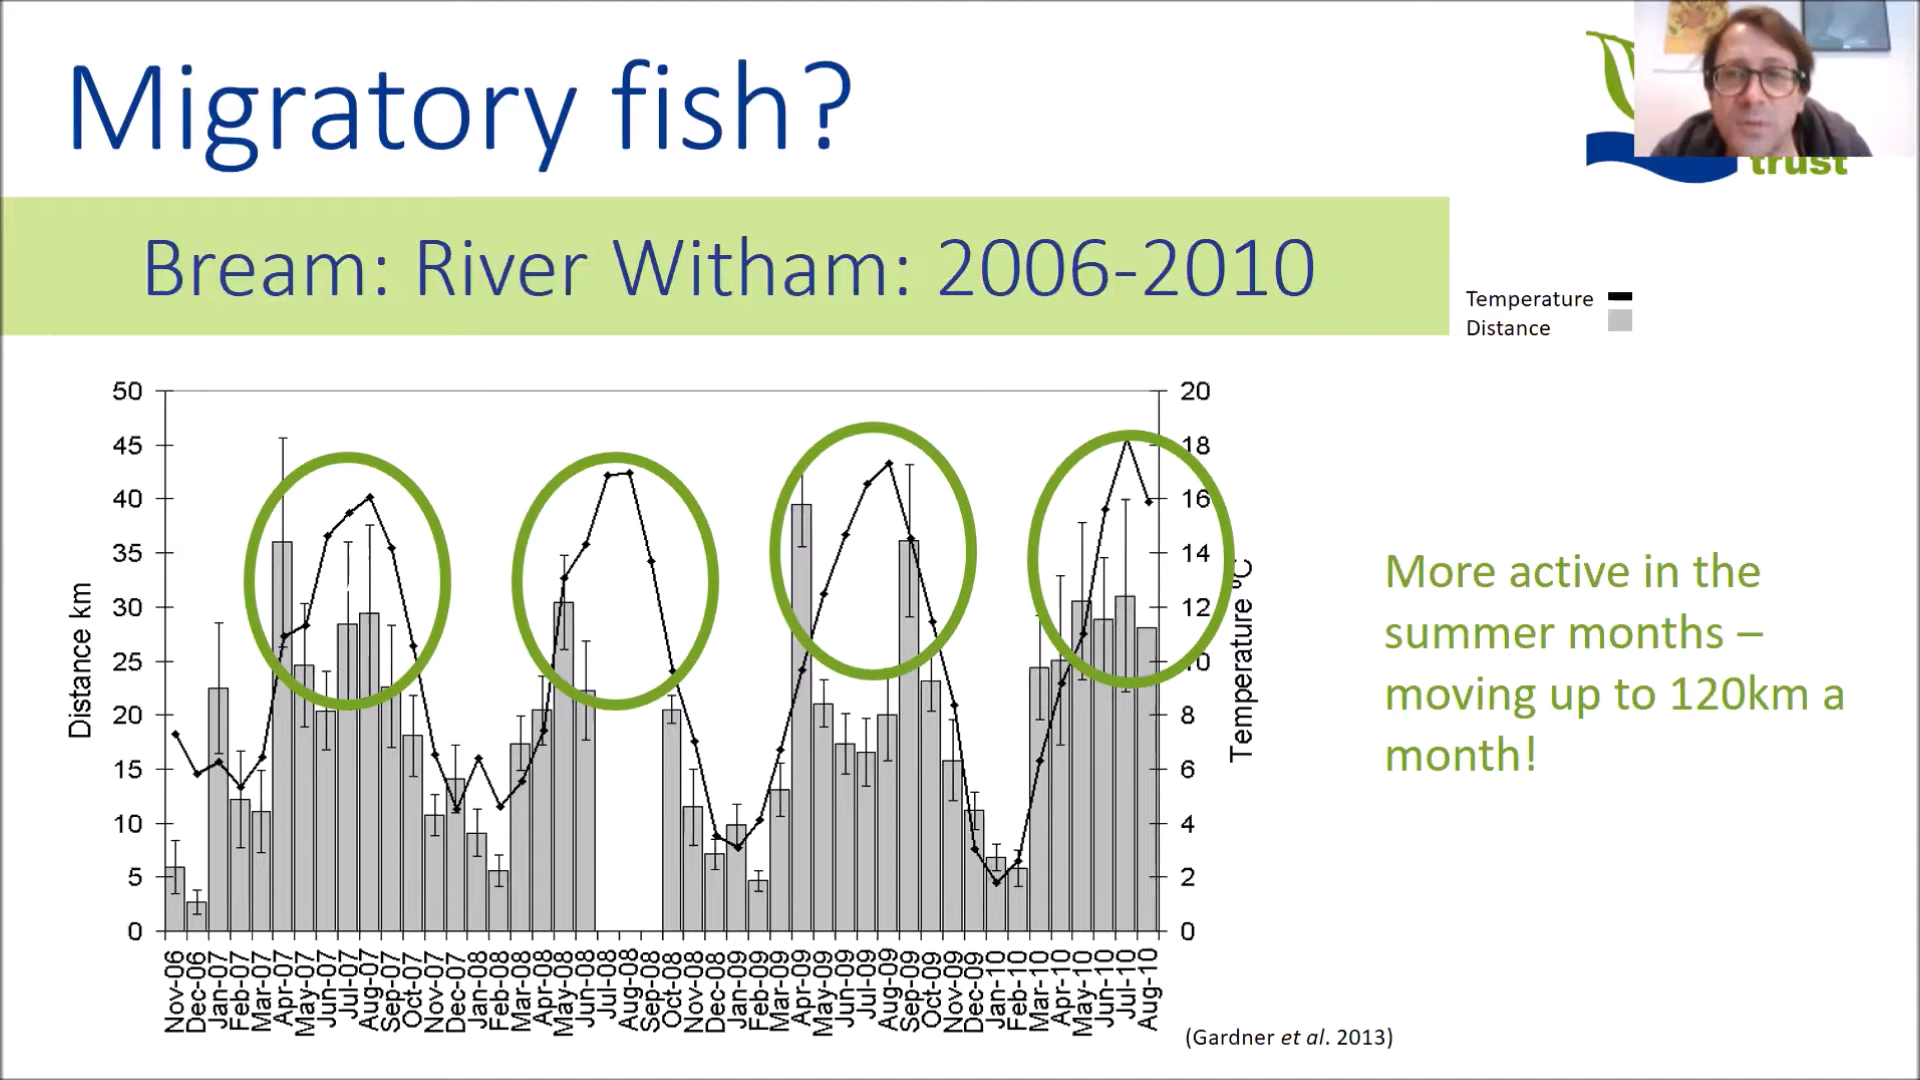 Migratory fish?
trust
Bream: River Witham: 2006-2010
Temperature
Distance
50
45
40
35
30
25
20
15
10
5
0
Distance km
20
18
16
14
12
10
8
6
4
2
0
Temperature ºC
Nov-06
Dec-06
Jan-07
Feb-07
Mar-07
Apr-07
May-07
Jun-07
Jul-07
Aug-07
Sep-07
Oct-07
Nov-07
Dec-07
Jan-08
Feb-08
Mar-08
Apr-08
May-08
Jun-08
Jul-08
Aug-08
Sep-08
Oct-08
Nov-08
Dec-08
Jan-09
Feb-09
Mar-09
Apr-09
May-09
Jun-09
Jul-09
Aug-09
Sep-09
Oct-09
Nov-09
Dec-09
Jan-10
Feb-10
Mar-10
Apr-10
May-10
Jun-10
Jul-10
Aug-10
More active in the
summer months –
moving up to 120km a
month!
(Gardner et al. 2013)